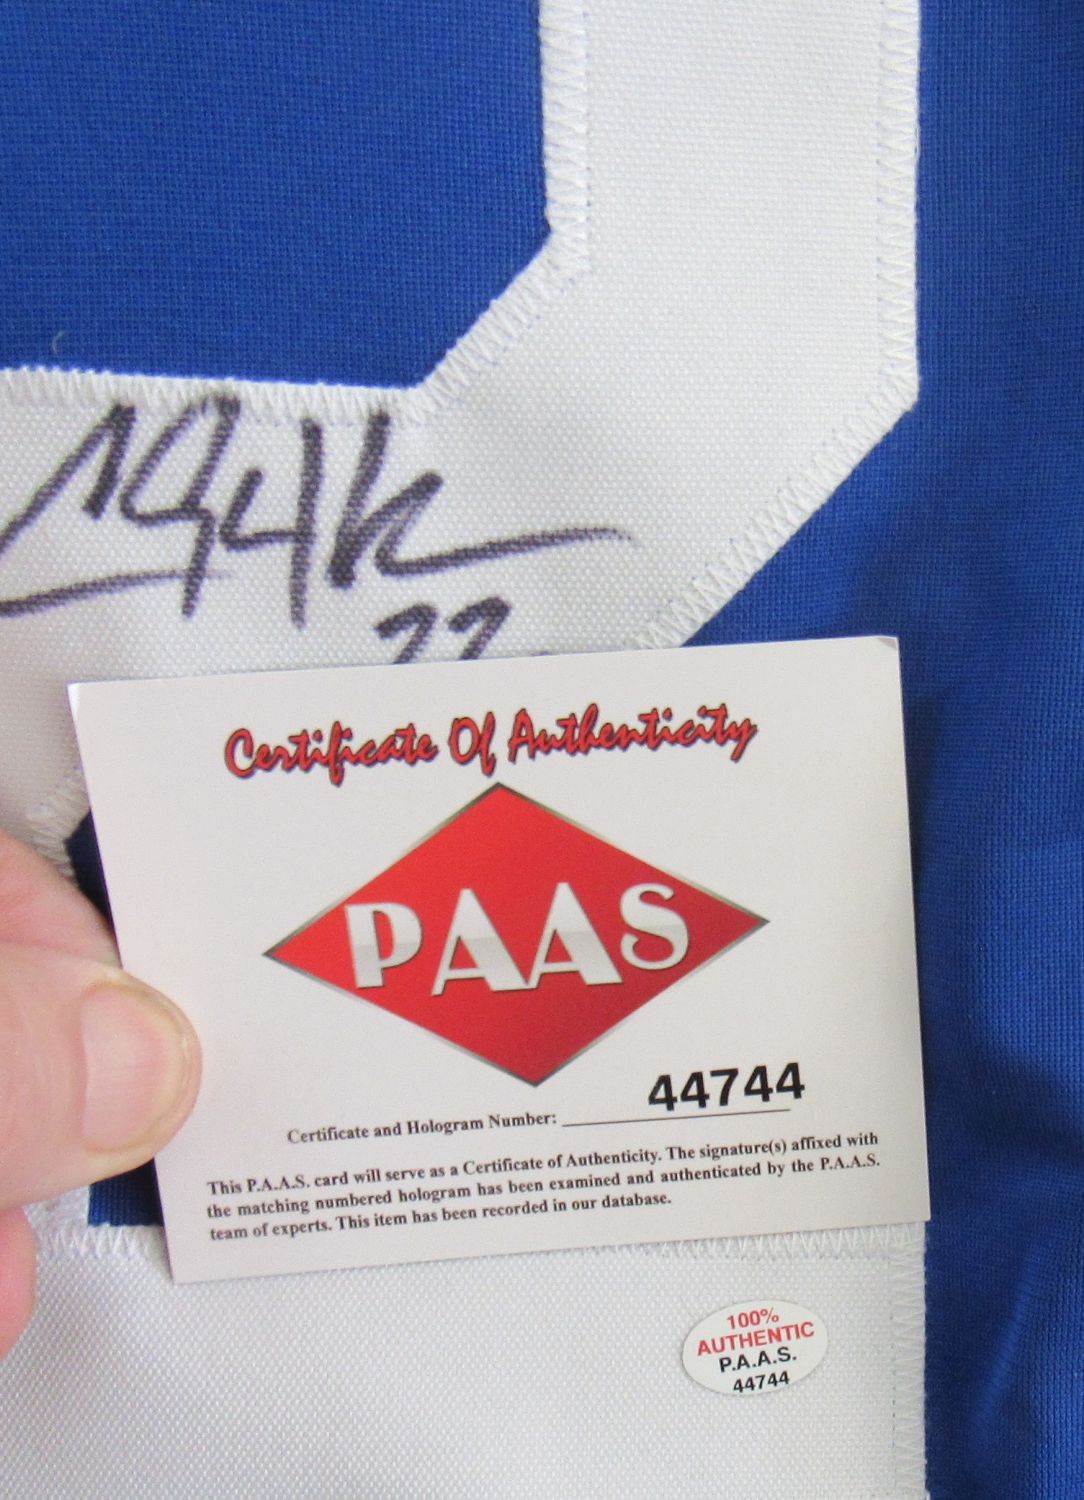 22
Certificate Of Authenticity
PAAS
44744
Certificate and Hologram Number:
This P.A.A.S. card will serve as a Certificate of Authenticity. The signature(s) affixed with
the matching numbered hologram has been examined and authenticated by the P.A.A.S.
team of experts. This item has been recorded in our database.
100%
AUTHENTIC
P.A.A.S.
44744